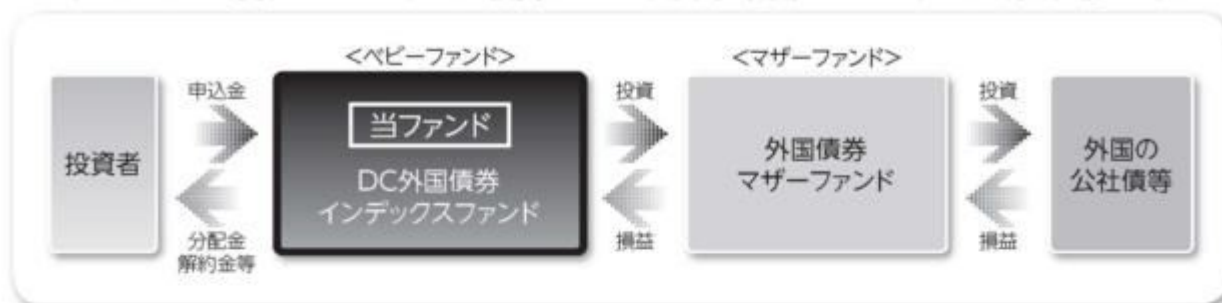 <ベビーファンド>
<マザーファンド>
投資者
申込金
分配金
解約金等
当ファンド
DC外国債券
インデックスファンド
投資
損益
外国債券
マザーファンド
投資
損益
外国の
公社債等